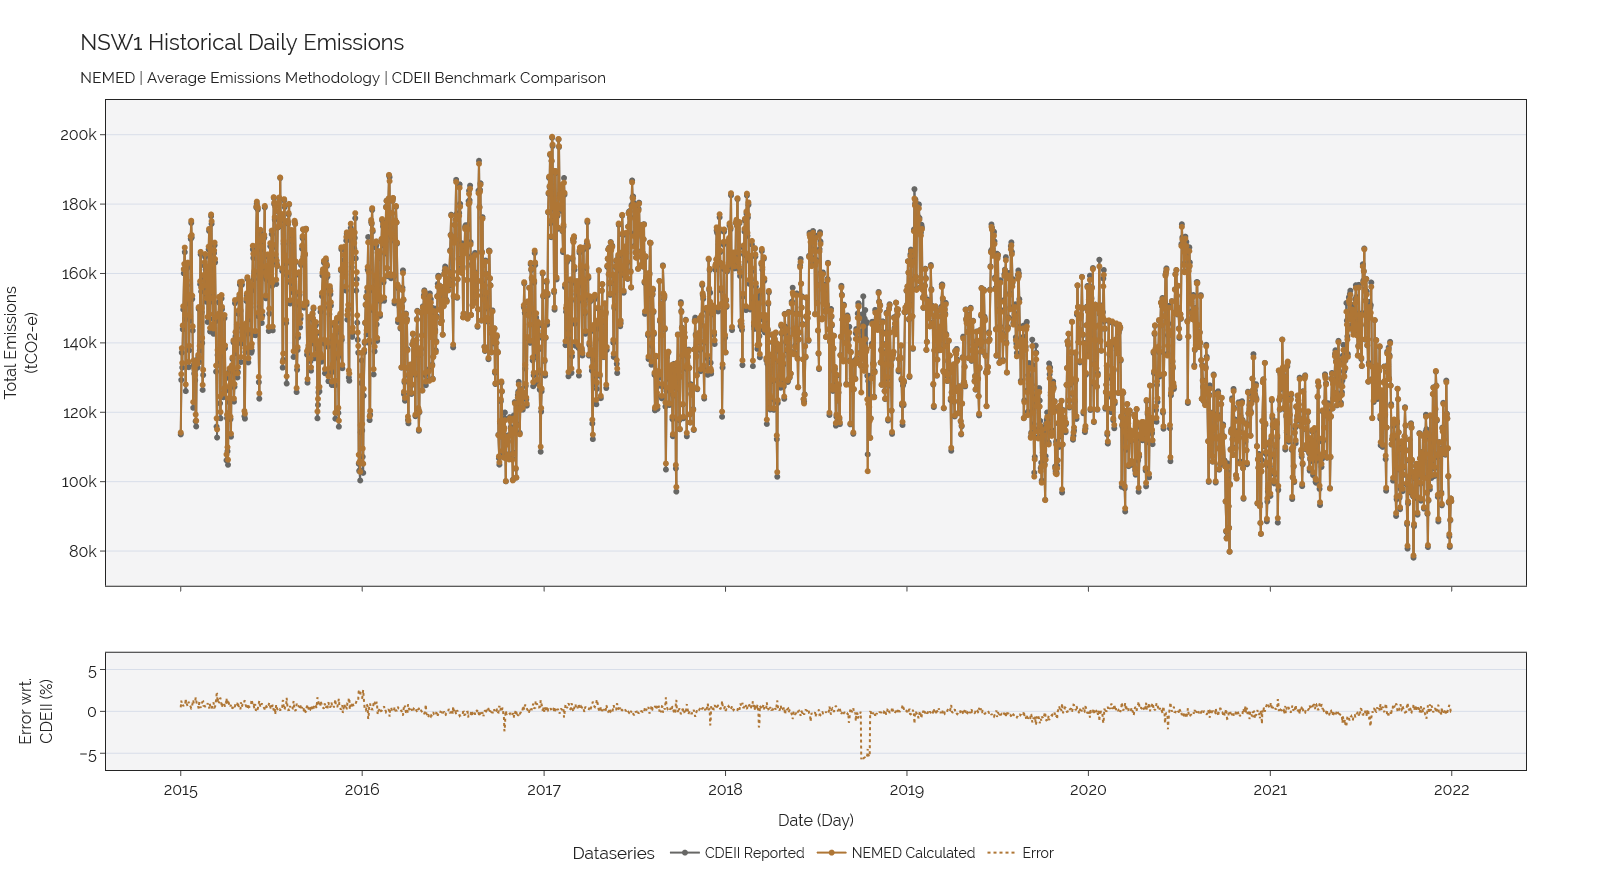 NSW1 Historical Daily Emissions
NEMED | Average Emissions Methodology | CDEII Benchmark Comparison
Total Emissions
(tCO2-e)
200k
180k
160k
140k
120k
100k
80k
Error wrt.
CDEII (%)
5
0
−5
2015 2016 2017 2018 2019 2020 2021 2022
Date (Day)
Dataseries CDEII Reported NEMED Calculated Error